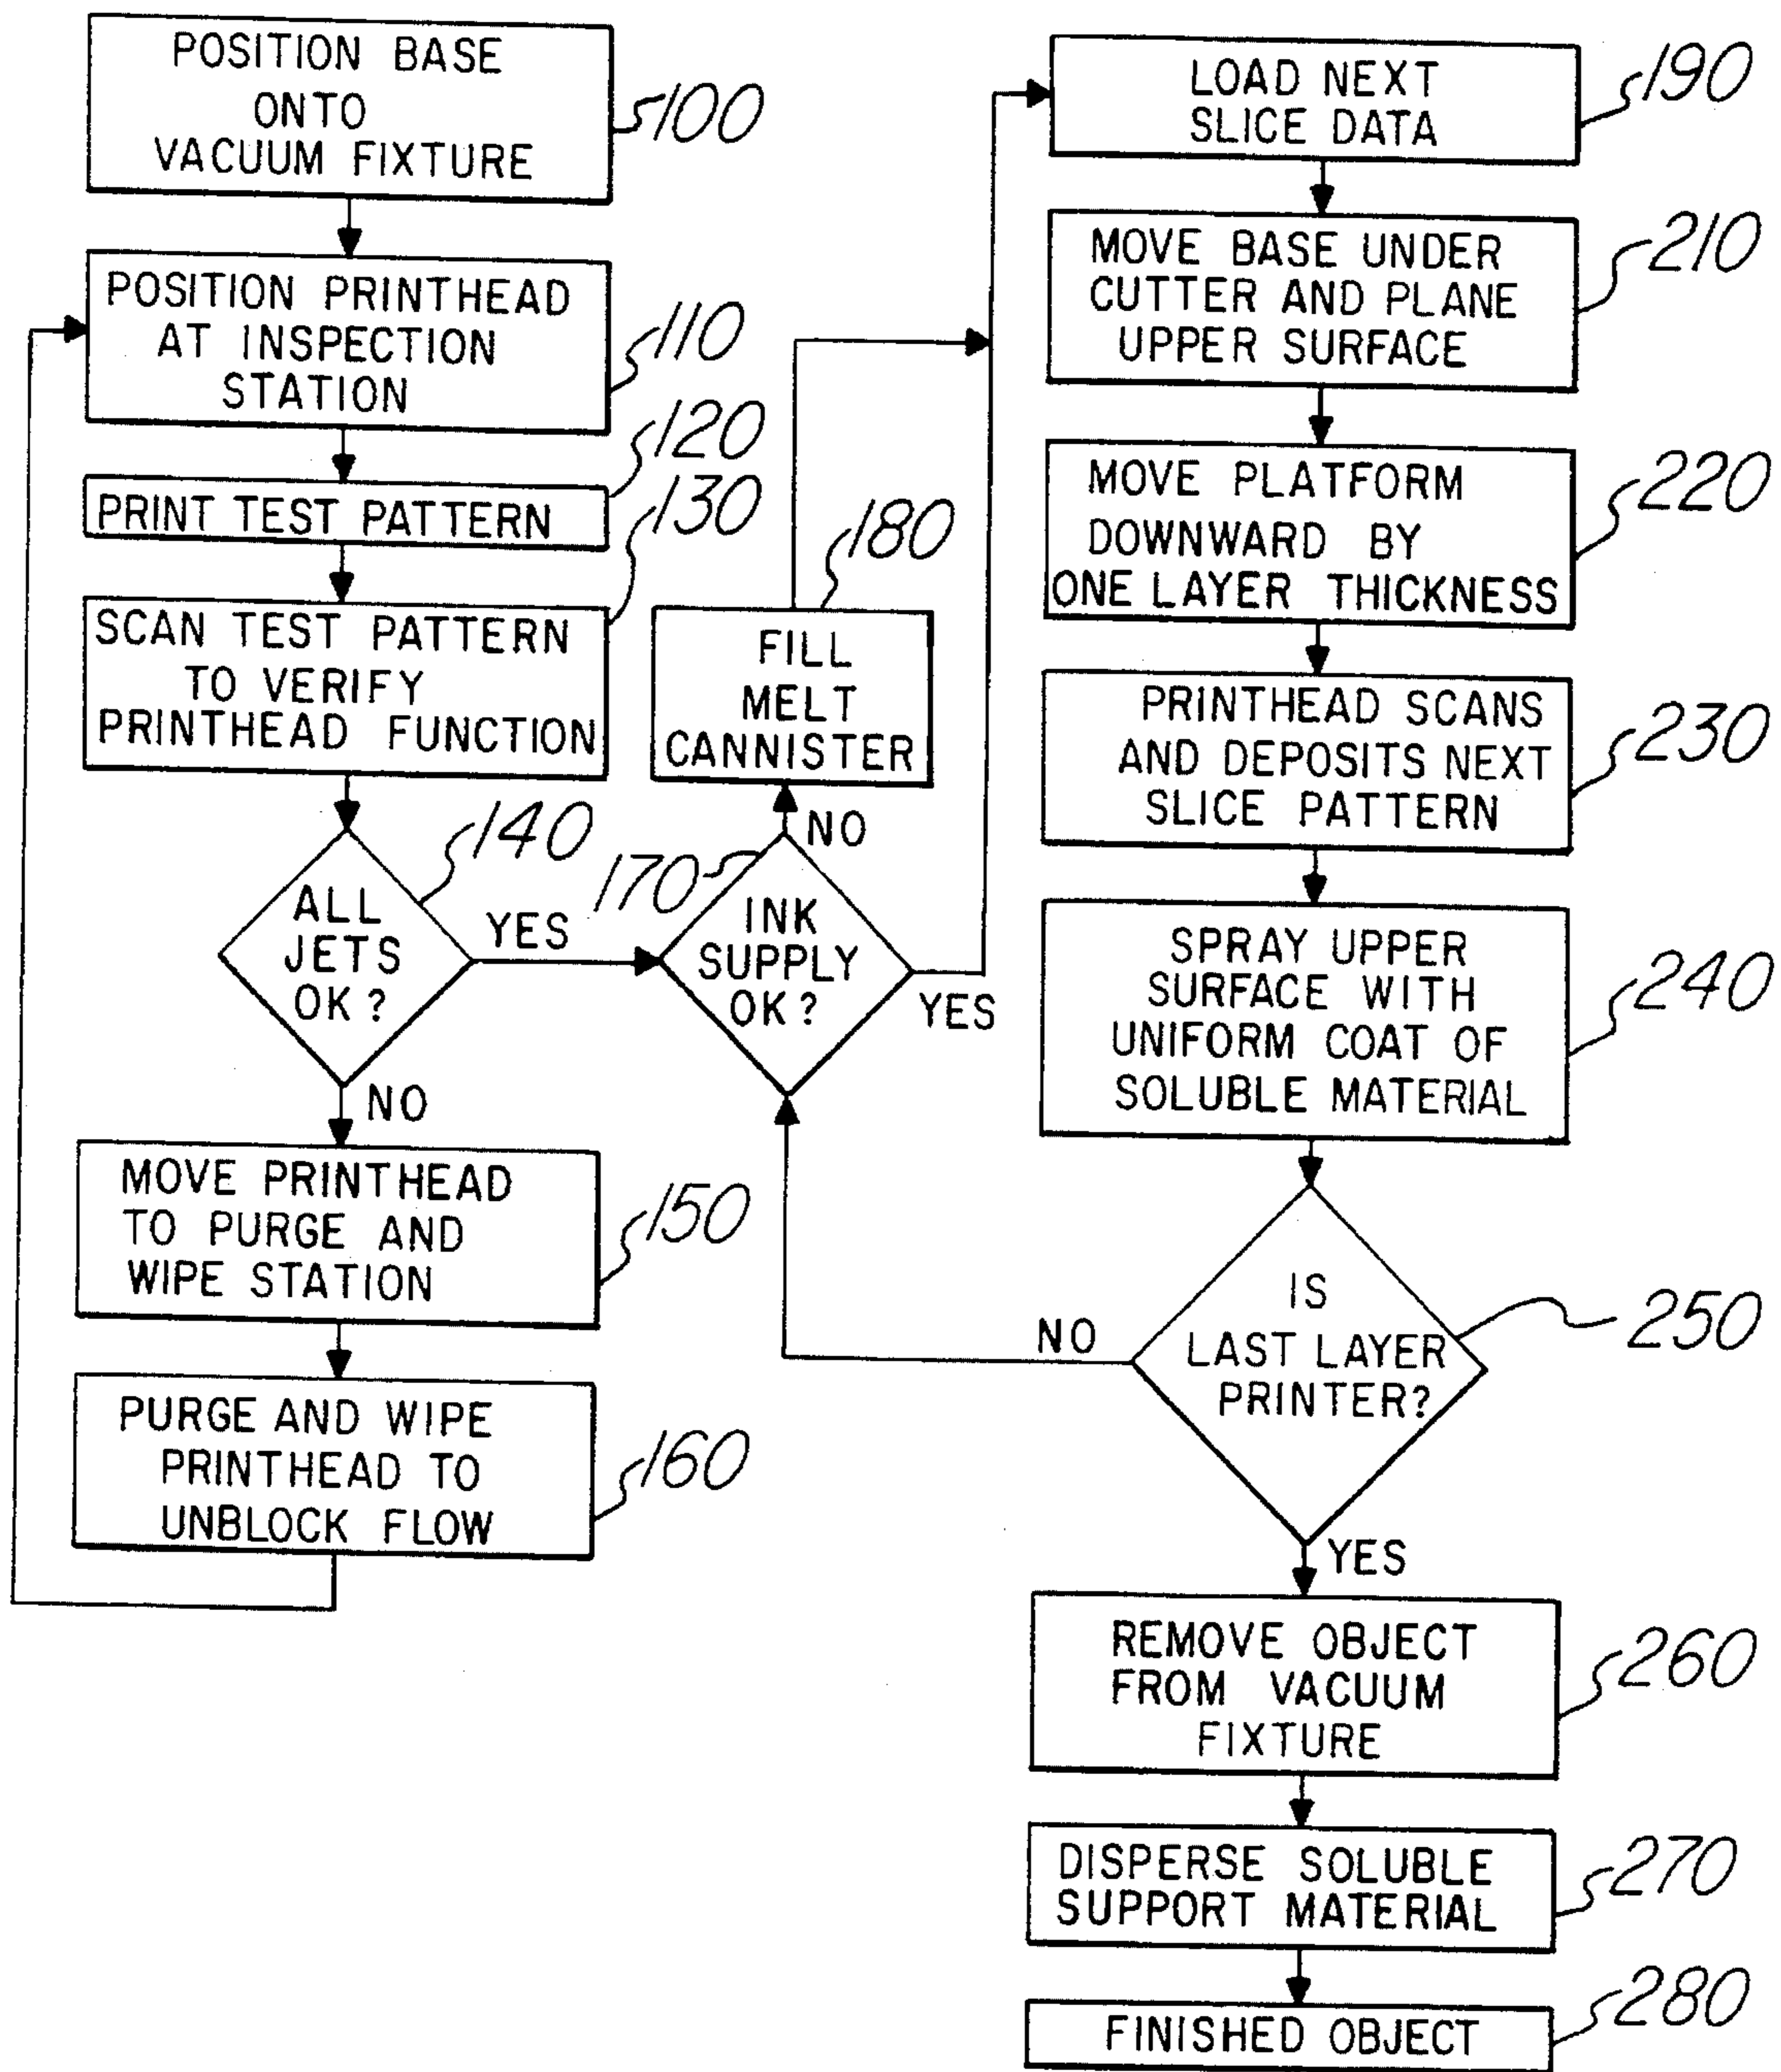 POSITION BASE
ONTO
VACUUM FIXTURE
100
POSITION PRINTHEAD
AT INSPECTION
STATION
110
PRINT TEST PATTERN
120
SCAN TEST PATTERN
TO VERIFY
PRINTHEAD FUNCTION
130
ALL
JETS
OK?
140
YES
NO
MOVE PRINTHEAD
TO PURGE AND
WIPE STATION
150
PURGE AND WIPE
PRINTHEAD TO
UNBLOCK FLOW
160
INK
SUPPLY
OK?
170
NO
YES
FILL
MELT
CANNISTER
180
LOAD NEXT
SLICE DATA
190
MOVE BASE UNDER
CUTTER AND PLANE
UPPER SURFACE
210
MOVE PLATFORM
DOWNWARD BY
ONE LAYER THICKNESS
220
PRINTHEAD SCANS
AND DEPOSITS NEXT
SLICE PATTERN
230
SPRAY UPPER
SURFACE WITH
UNIFORM COAT OF
SOLUBLE MATERIAL
240
IS
LAST LAYER
PRINTER?
250
NO
YES
REMOVE OBJECT
FROM VACUUM
FIXTURE
260
DISPERSE SOLUBLE
SUPPORT MATERIAL
270
FINISHED OBJECT
280